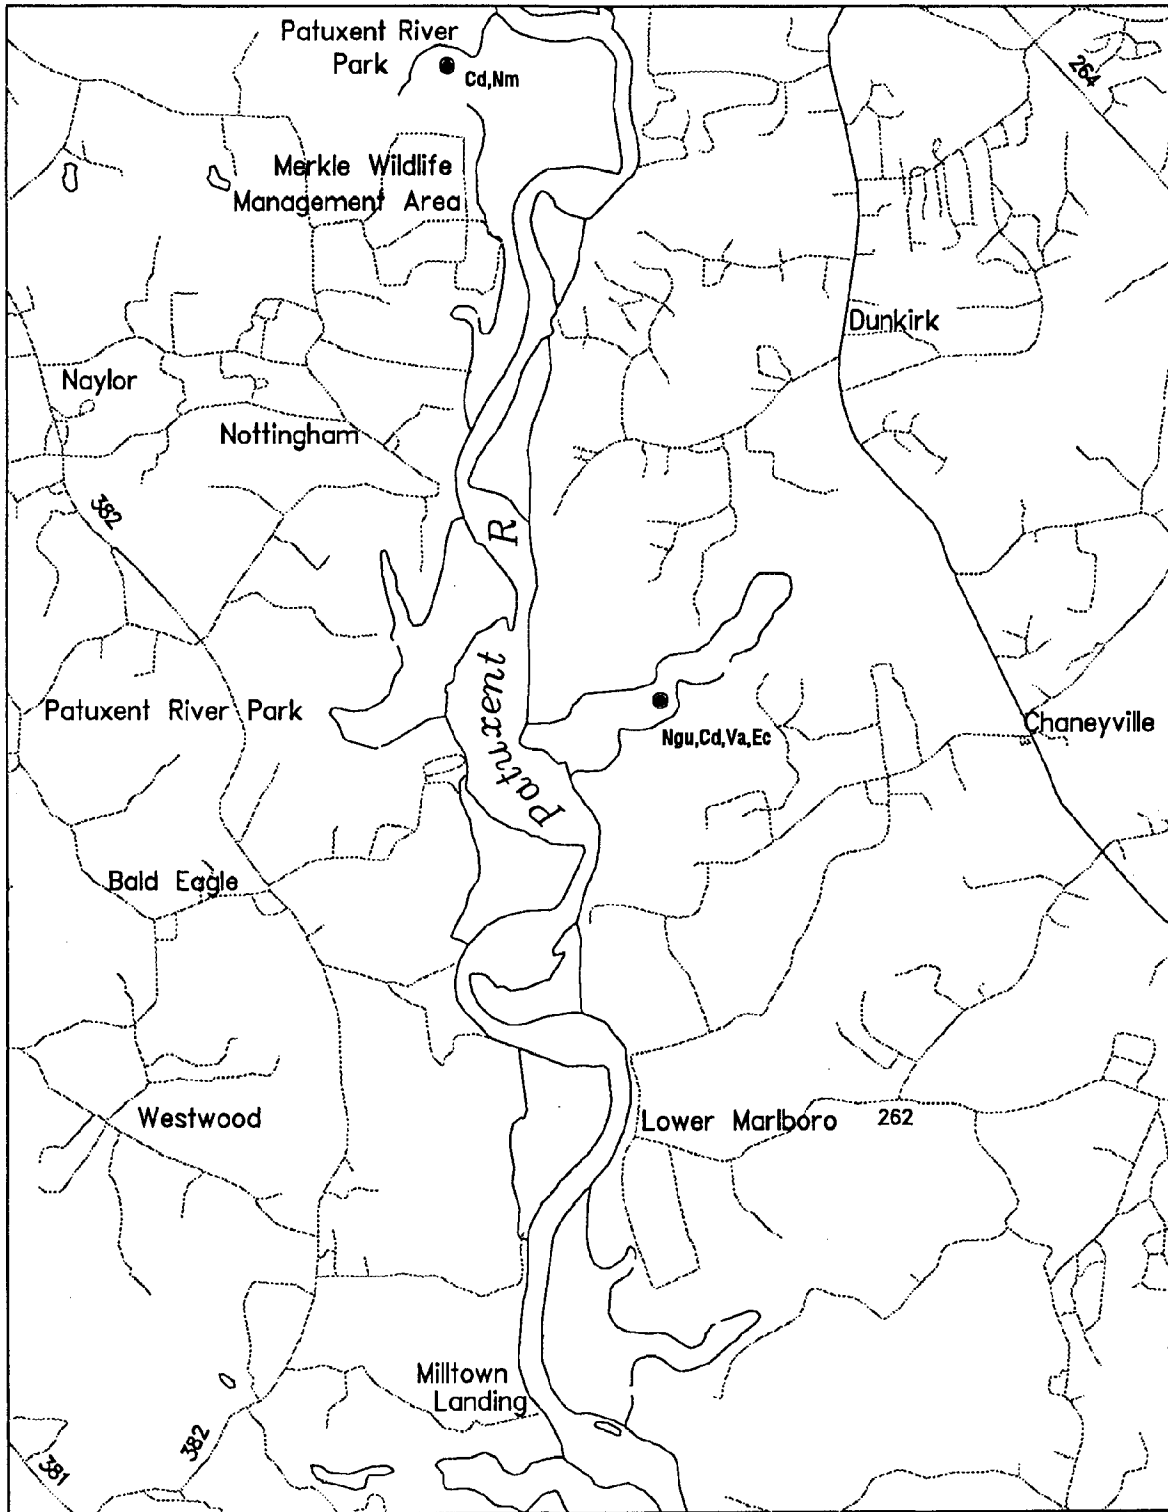 Patuxent River
Park
Cd,Nm
264
Merkle Wildlife
Management Area
Dunkirk
Naylor
Nottingham
382
R
Patuxent
Patuxent River Park
Ngu,Cd,Va,Ec
Chaneyville
Bald Eagle
Westwood
Lower Marlboro 262
Milltown
Landing
382
381